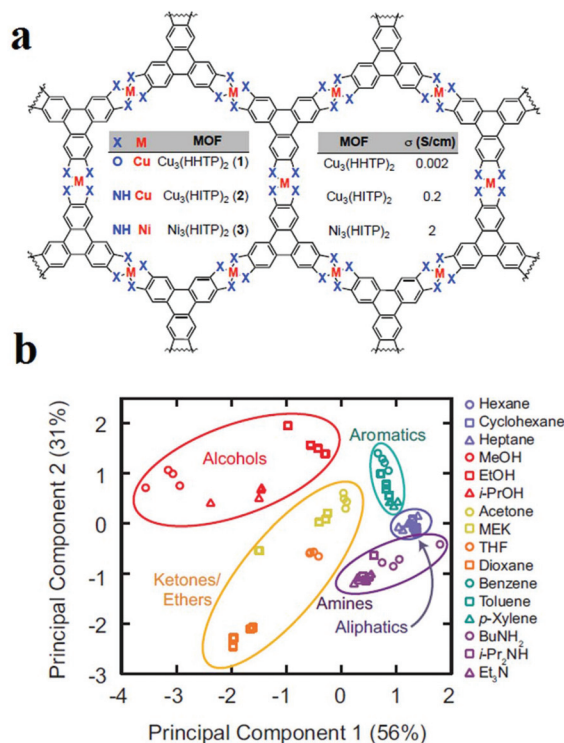 a
X M MOF
O Cu Cu3(HHTP)2 (1)
NH Cu Cu3(HITP)2 (2)
NH Ni Ni3(HITP)2 (3)
MOF σ (S/cm)
Cu3(HHTP)2 0.002
Cu3(HITP)2 0.2
Ni3(HITP)2 2
b
Principal Component 2 (31%)
2
1
0
-1
-2
-3
Alcohols
Aromatics
Ketones/
Ethers
Amines
Aliphatics
-4 -3 -2 -1 0 1 2
Principal Component 1 (56%)
Hexane
Cyclohexane
Heptane
MeOH
EtOH
i-PrOH
Acetone
MEK
THF
Dioxane
Benzene
Toluene
p-Xylene
BuNH2
i-Pr2NH
Et3N